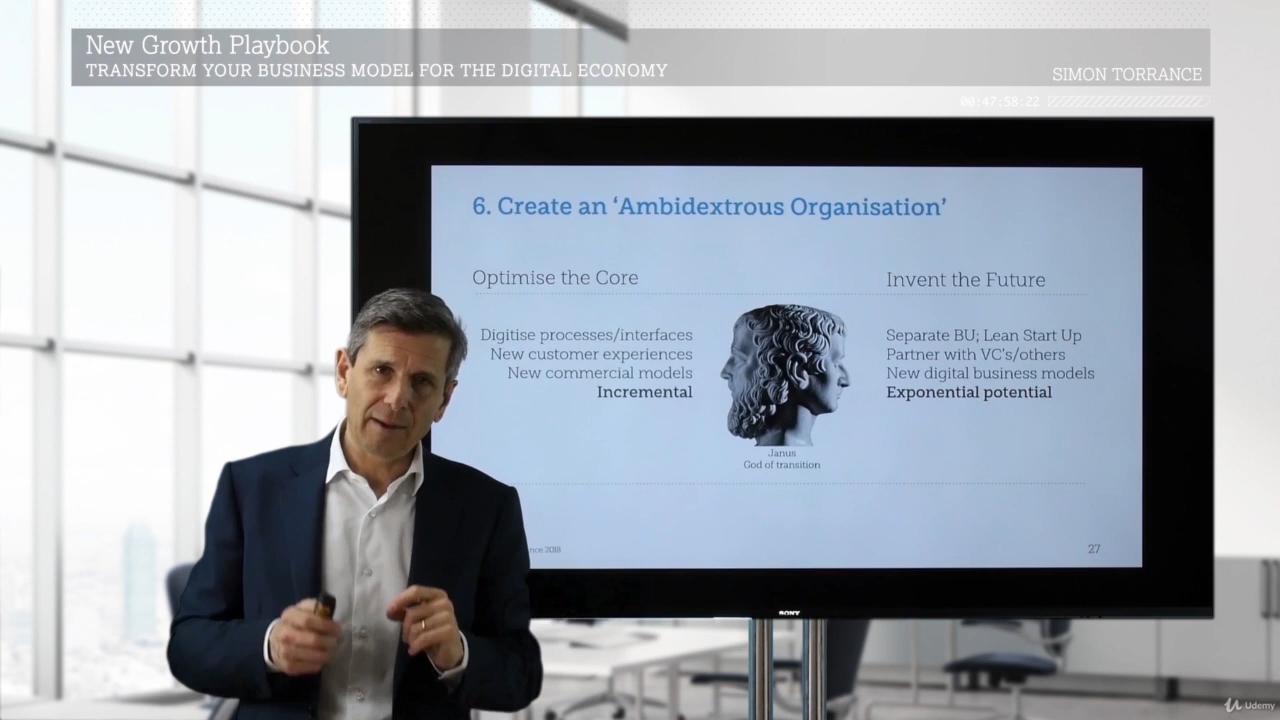 New Growth Playbook
TRANSFORM YOUR BUSINESS MODEL FOR THE DIGITAL ECONOMY
SIMON TORRANCE
00:47:58:22
6. Create an ‘Ambidextrous Organisation’
Optimise the Core
Digitise processes/interfaces
New customer experiences
New commercial models
Incremental
Invent the Future
Separate BU; Lean Start Up
Partner with VC's/others
New digital business models
Exponential potential
Janus
God of transition
nce 2018
27
SONY
Udemy